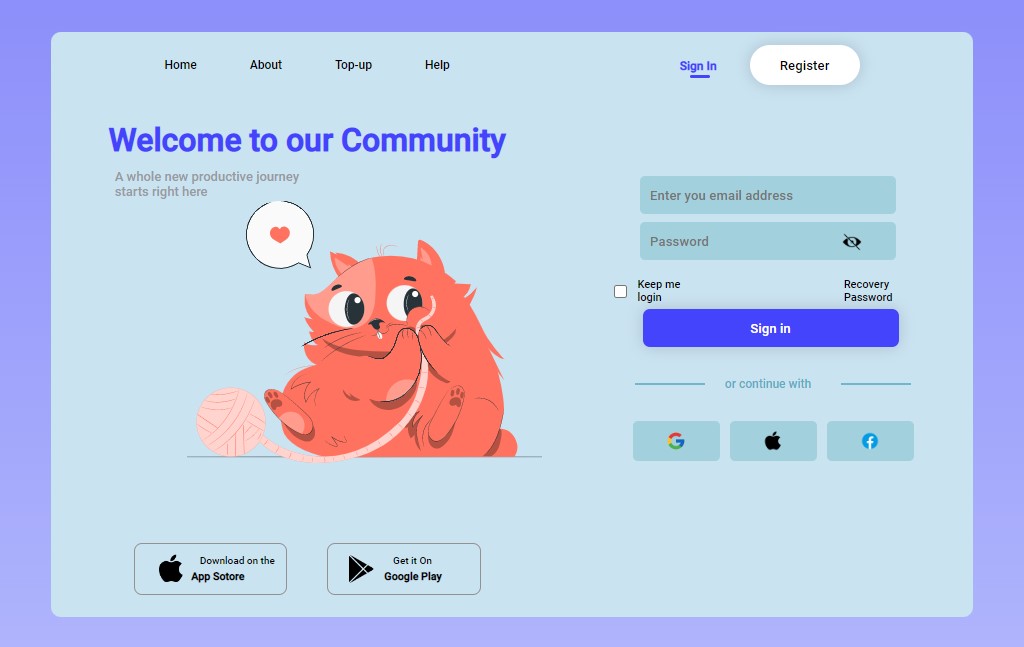 Home About Top-up Help Sign In Register
Welcome to our Community
A whole new productive journey
starts right here
Enter you email address
Password
Keep me
login
Recovery
Password
Sign in
or continue with
Download on the
App Sotore
Get it On
Google Play